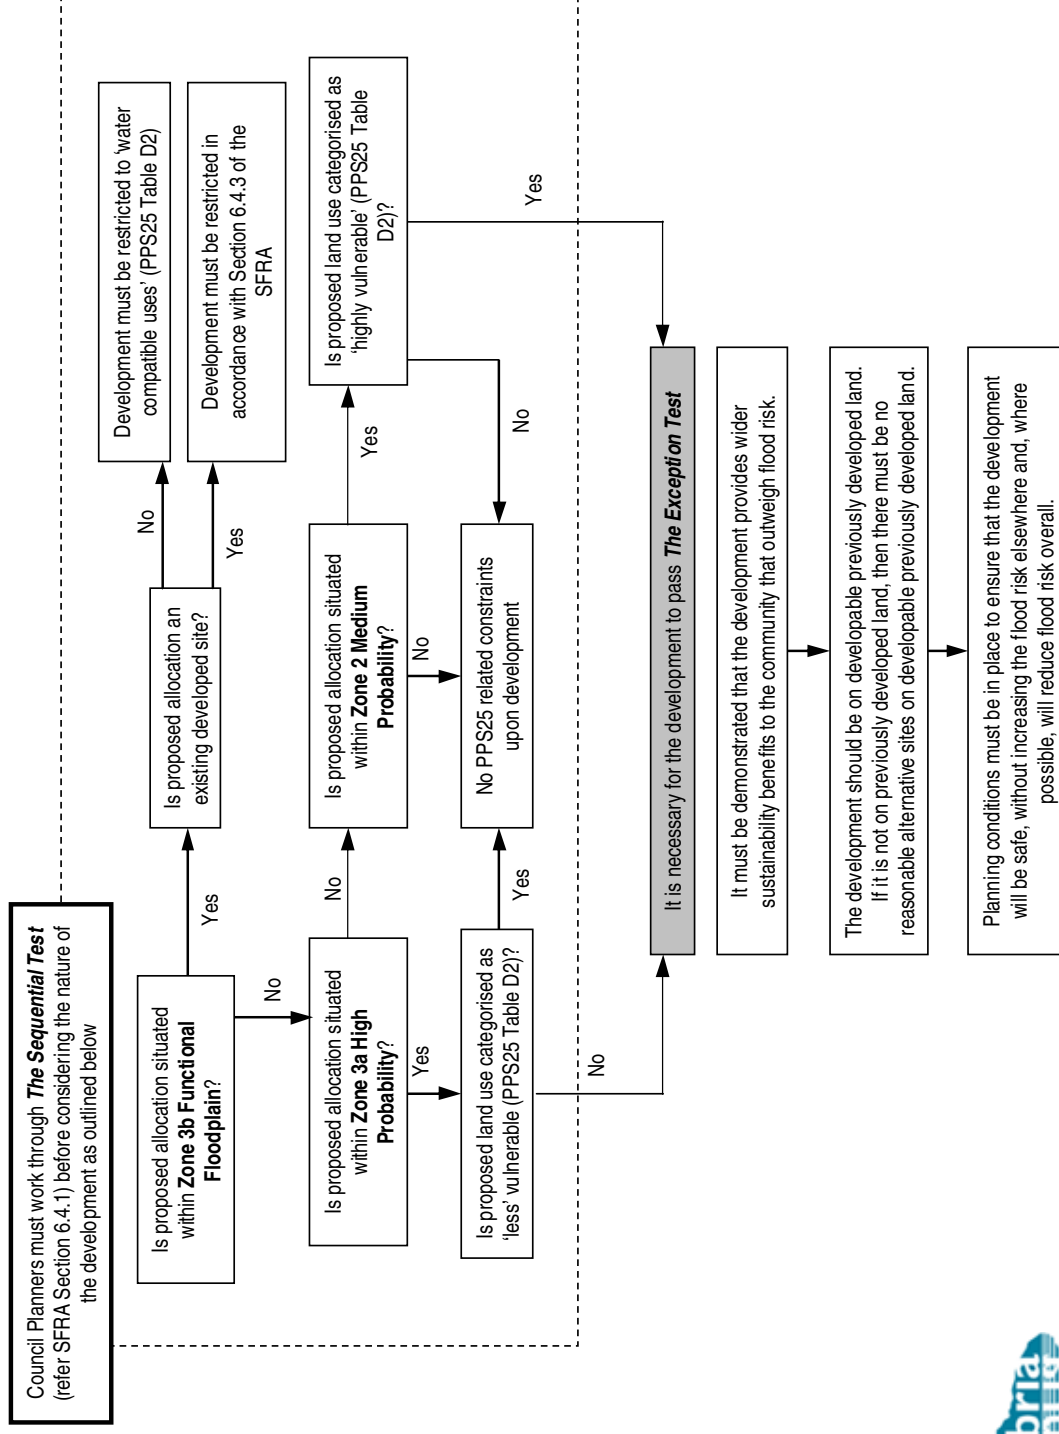 Council Planners must work through The Sequential Test
(refer SFRA Section 6.4.1) before considering the nature of
the development as outlined below
Is proposed allocation situated
within Zone 3b Functional
Floodplain?
Yes
Is proposed allocation an
existing developed site?
No
Development must be restricted to ‘water
compatible uses’ (PPS25 Table D2)
Yes
Development must be restricted in
accordance with Section 6.4.3 of the
SFRA
No
Is proposed allocation situated
within Zone 3a High
Probability?
No
Is proposed allocation situated
within Zone 2 Medium
Probability?
Yes
Is proposed land use categorised as
‘highly vulnerable’ (PPS25 Table
D2)?
Yes
No
No
Is proposed land use categorised as
‘less’ vulnerable (PPS25 Table D2)?
Yes
No PPS25 related constraints
upon development
No
Yes
It is necessary for the development to pass The Exception Test
It must be demonstrated that the development provides wider
sustainability benefits to the community that outweigh flood risk.
The development should be on developable previously developed land.
If it is not on previously developed land, then there must be no
reasonable alternative sites on developable previously developed land.
Planning conditions must be in place to ensure that the development
will be safe, without increasing the flood risk elsewhere and, where
possible, will reduce flood risk overall.